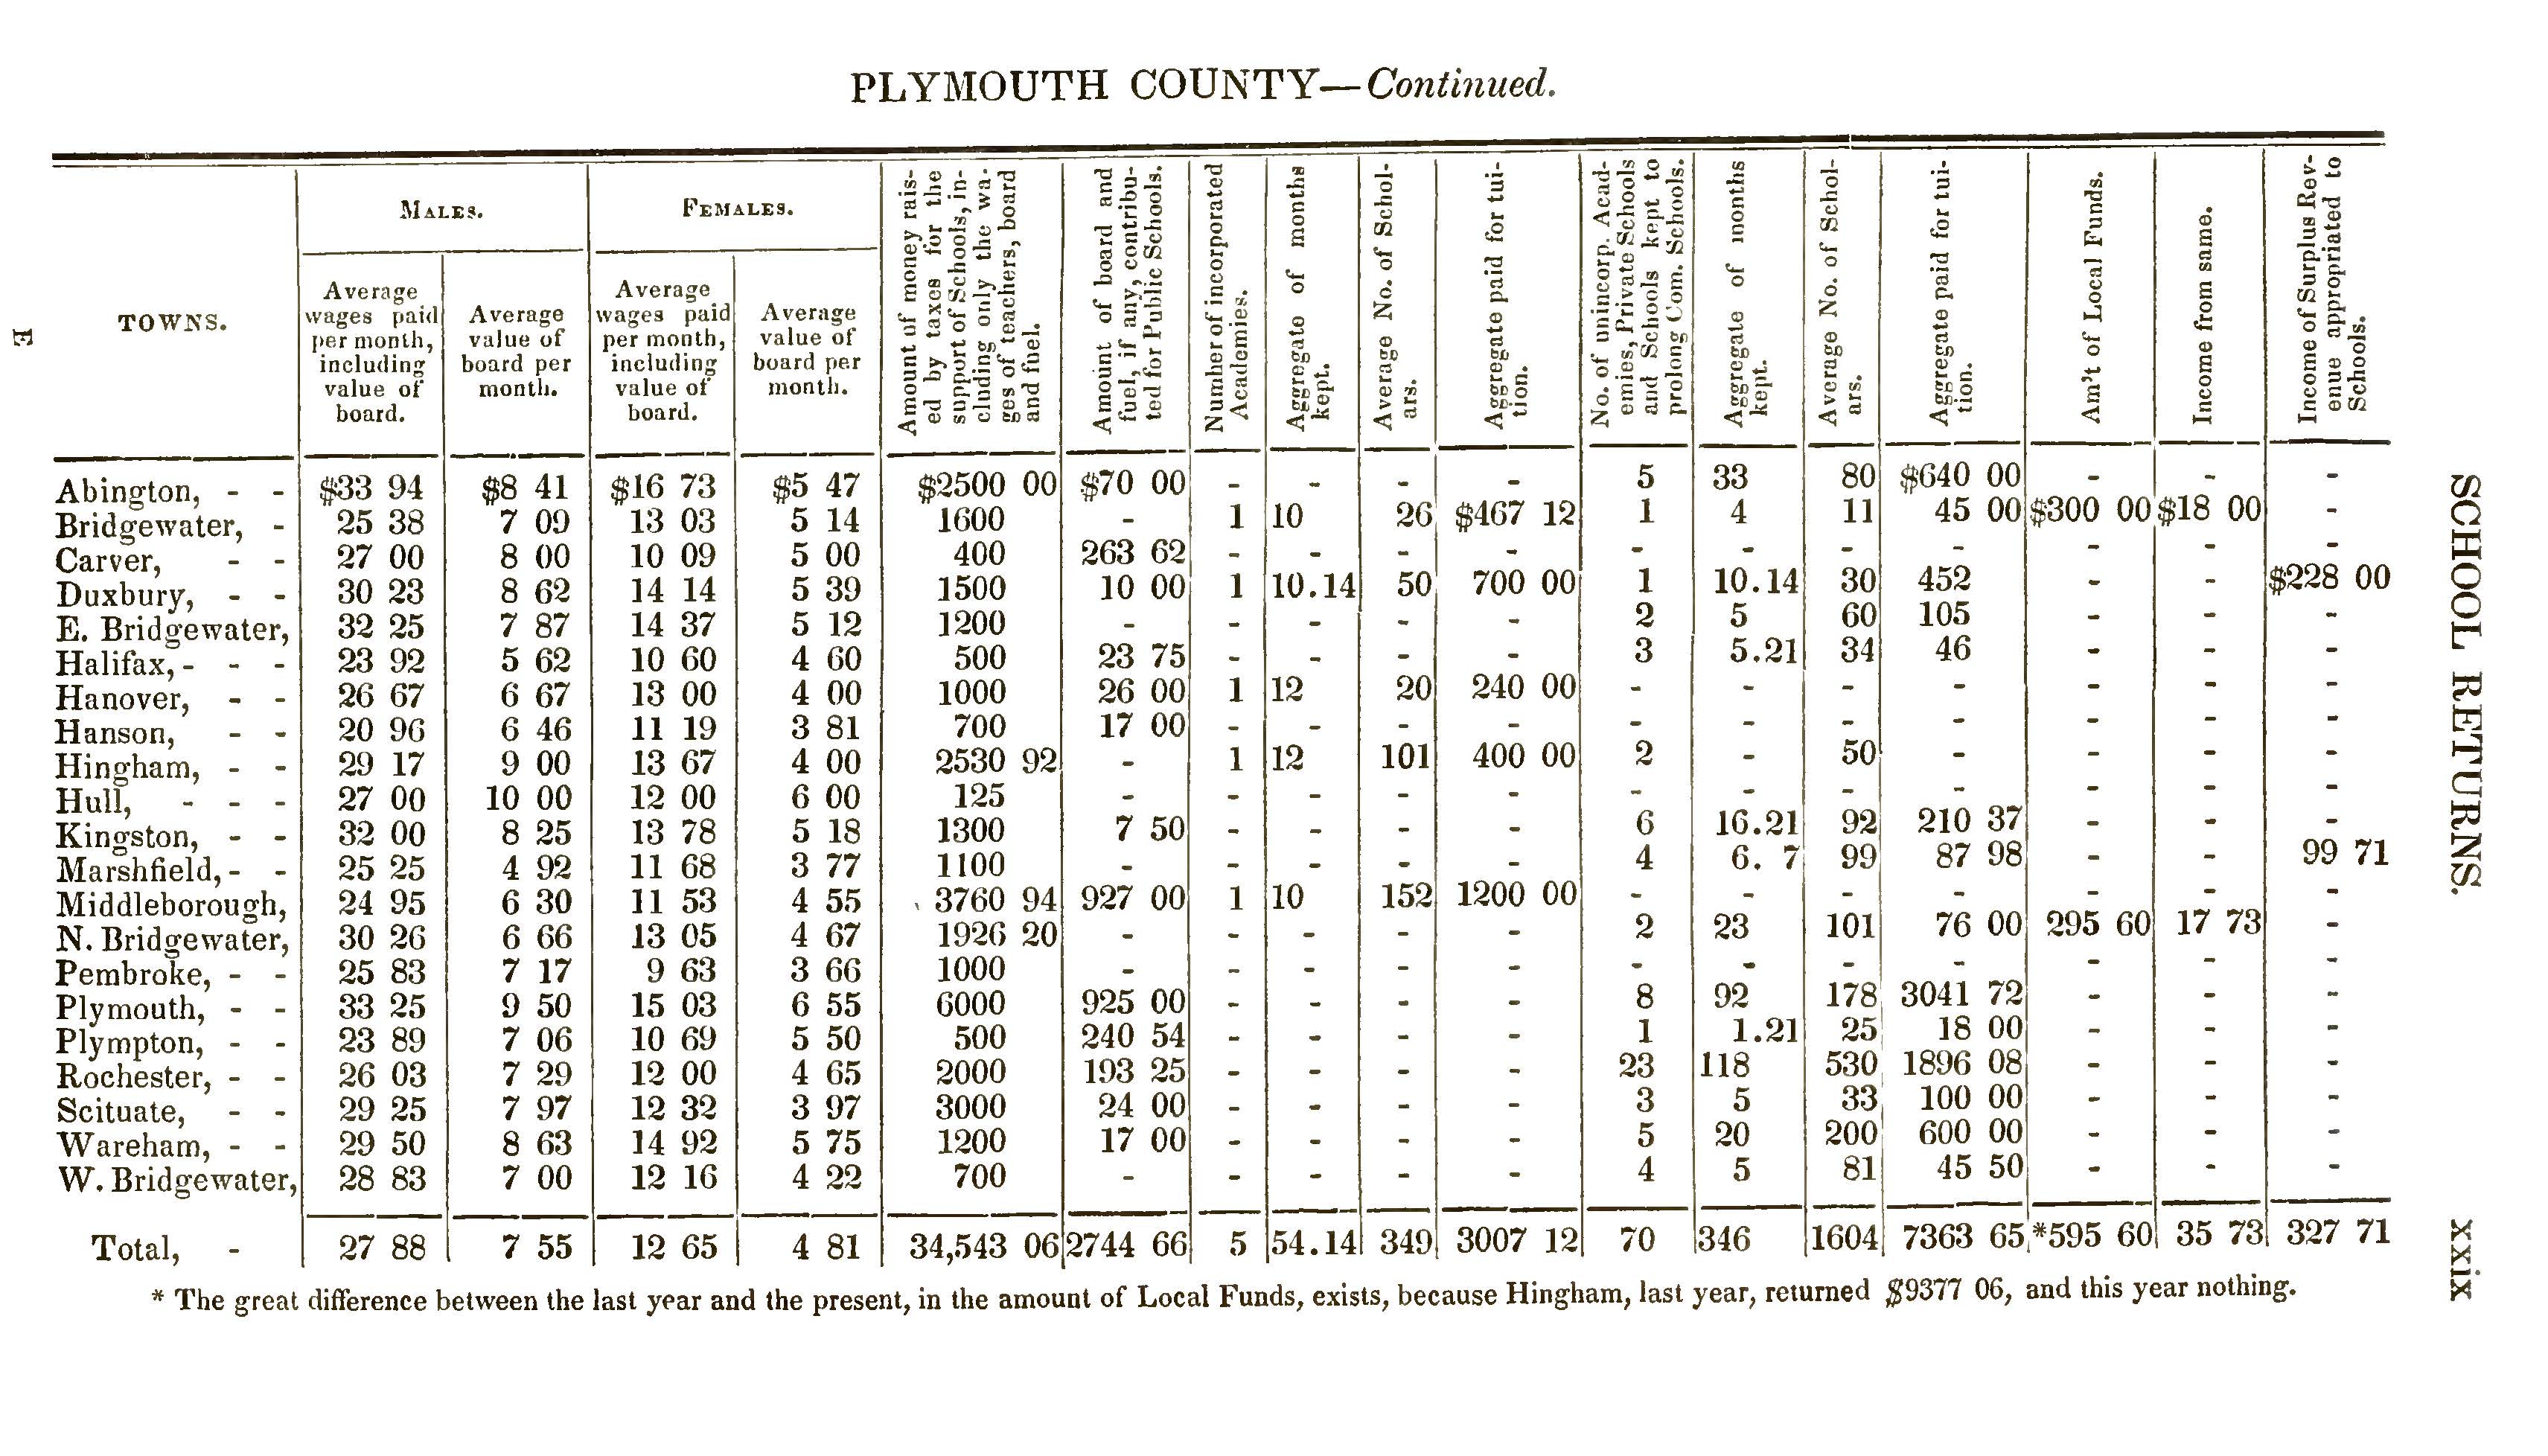 PLYMOUTH COUNTY—Continued.
TOWNS.
MALES.
FEMALES.
Average wages paid per month, including value of board.
Average value of board per month.
Average wages paid per month, including value of board.
Average value of board per month.
Amount of money rais-
ed by taxes for the
support of Schools, in-
cluding only the wa-
ges of teachers, board
and fuel.
Amount of board and
fuel, if any, contribu-
ted for Public Schools.
Number of incorporated
Academies.
Aggregate of months
kept.
Average No. of Schol-
ars.
Aggregate paid for tui-
tion.
No. of unincorp. Acad-
emies, Private Schools
and Schools kept to
prolong Com. Schools.
Aggregate of months
kept.
Average No. of Schol-
ars.
Aggregate paid for tui-
tion.
Am't of Local Funds.
Income from same.
Income of Surplus Rev-
enue appropriated to
Schools.
Abington, - - $33 94 $8 41 $16 73 $5 47 $2500 00 $70 00 - - - - 5 33 80 $640 00 - - -
Bridgewater, - 25 38 7 09 13 03 5 14 1600 - 1 10 26 $467 12 1 4 11 45 00 $300 00 $18 00 -
Carver, - - 27 00 8 00 10 09 5 00 400 263 62 - - - - - - - - - - -
Duxbury, - - 30 23 8 62 14 14 5 39 1500 10 00 1 10.14 50 700 00 1 10.14 30 452 - - $228 00
E. Bridgewater, 32 25 7 87 14 37 5 12 1200 - - - - - 2 5 60 105 - - -
Halifax, - - - 23 92 5 62 10 60 4 60 500 23 75 - - - - 3 5.21 34 46 - - -
Hanover, - - 26 67 6 67 13 00 4 00 1000 26 00 1 12 20 240 00 - - - - - - -
Hanson, - - 20 96 6 46 11 19 3 81 700 17 00 - - - - - - - - - - -
Hingham, - - 29 17 9 00 13 67 4 00 2530 92 - 1 12 101 400 00 2 - 50 - - - -
Hull, - - - 27 00 10 00 12 00 6 00 125 - - - - - - - - - - - -
Kingston, - - 32 00 8 25 13 78 5 18 1300 7 50 - - - - 6 16.21 92 210 37 - - -
Marshfield, - - 25 25 4 92 11 68 3 77 1100 - - - - - 4 6. 7 99 87 98 - - 99 71
Middleborough, 24 95 6 30 11 53 4 55 3760 94 927 00 1 10 152 1200 00 - - - - - - -
N. Bridgewater, 30 26 6 66 13 05 4 67 1926 20 - - - - - 2 23 101 76 00 295 60 17 73 -
Pembroke, - - 25 83 7 17 9 63 3 66 1000 - - - - - - - - - - - -
Plymouth, - - 33 25 9 50 15 03 6 55 6000 925 00 - - - - 8 92 178 3041 72 - - -
Plympton, - - 23 89 7 06 10 69 5 50 500 240 54 - - - - 1 1.21 25 18 00 - - -
Rochester, - - 26 03 7 29 12 00 4 65 2000 193 25 - - - - 23 118 530 1896 08 - - -
Scituate, - - 29 25 7 97 12 32 3 97 3000 24 00 - - - - 3 5 33 100 00 - - -
Wareham, - - 29 50 8 63 14 92 5 75 1200 17 00 - - - - 5 20 200 600 00 - - -
W. Bridgewater, 28 83 7 00 12 16 4 22 700 - - - - - 4 5 81 45 50 - - -
Total, - 27 88 7 55 12 65 4 81 34,543 06 2744 66 5 54.14 349 3007 12 70 346 1604 7363 65 *595 60 35 73 327 71
* The great difference between the last year and the present, in the amount of Local Funds, exists, because Hingham, last year, returned $9377 06, and this year nothing.
E
SCHOOL RETURNS.
xxix